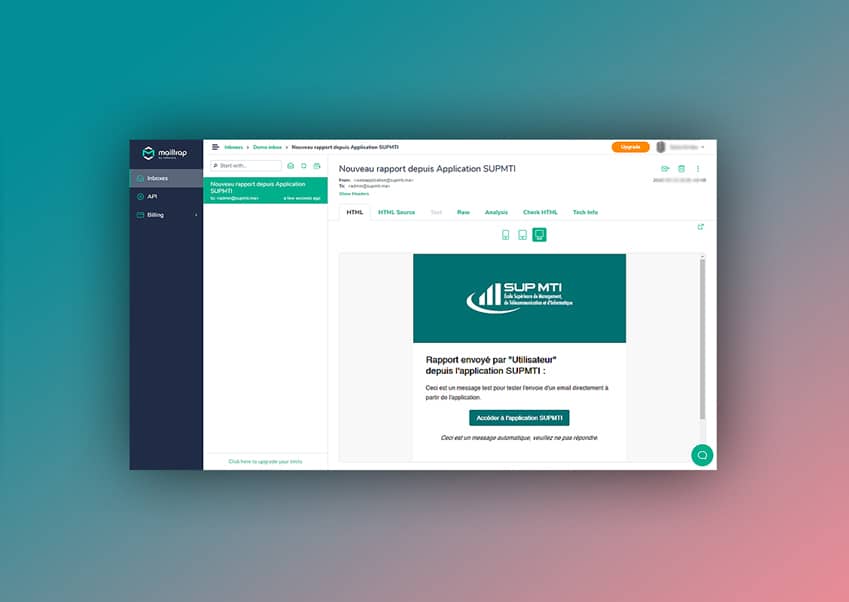 mailtrap
Inboxes
API
Billing
Inboxes > Demo inbox > Nouveau rapport depuis Application SUPMTI
Upgrade
Start with...
Nouveau rapport depuis Application
SUPMTI
to: <admin@supmti.ma>
a few seconds ago
Click here to upgrade your limits
Nouveau rapport depuis Application SUPMTI
From:
To: <admin@supmti.ma>
Show Headers
HTML
HTML Source
Text
Raw
Analysis
Check HTML
Tech Info
SUP MTI
École Supérieure de Management,
de Télécommunication et d'Informatique
Rapport envoyé par "Utilisateur"
depuis l'application SUPMTI :
Ceci est un message test pour tester l'envoie d'un email directement à
partir de l'application.
Accéder à l'application SUPMTI
Ceci est un message automatique, veuillez ne pas répondre.